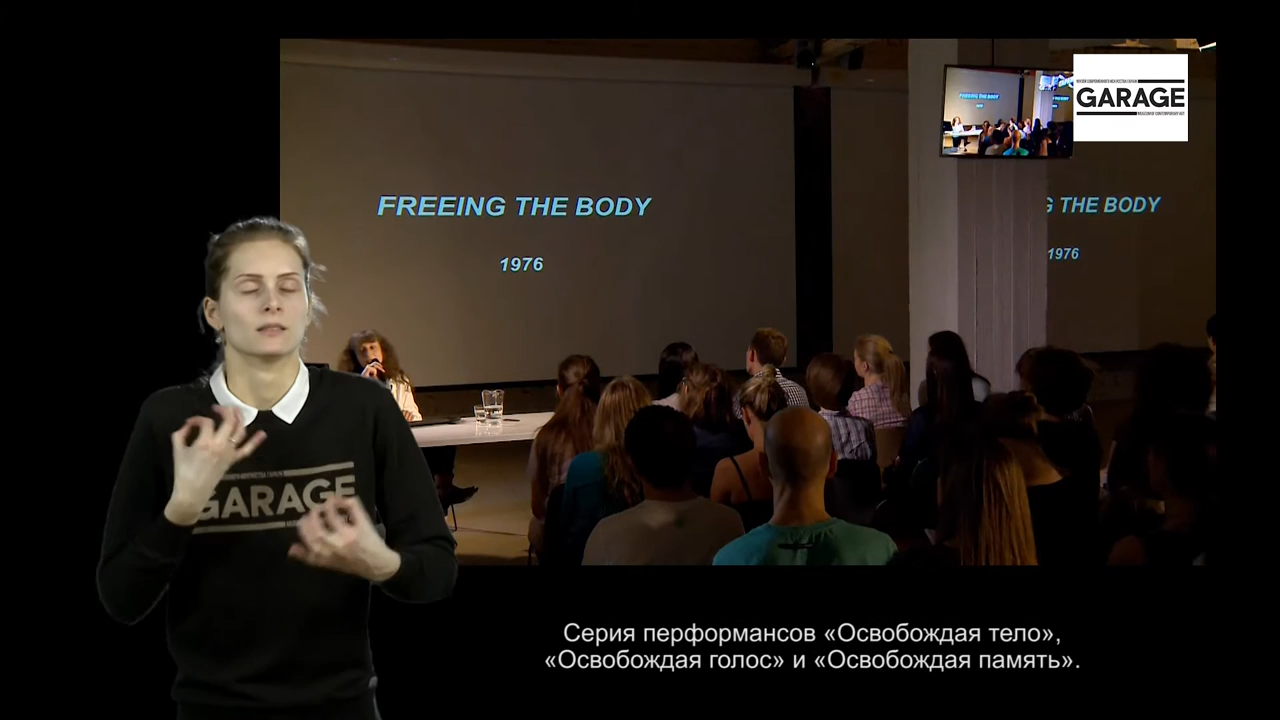 FREEING THE BODY
1976
GARAGE
G THE BODY
1976
GARAGE
Серия перформансов «Освобождая тело»,
«Освобождая голос» и «Освобождая память».